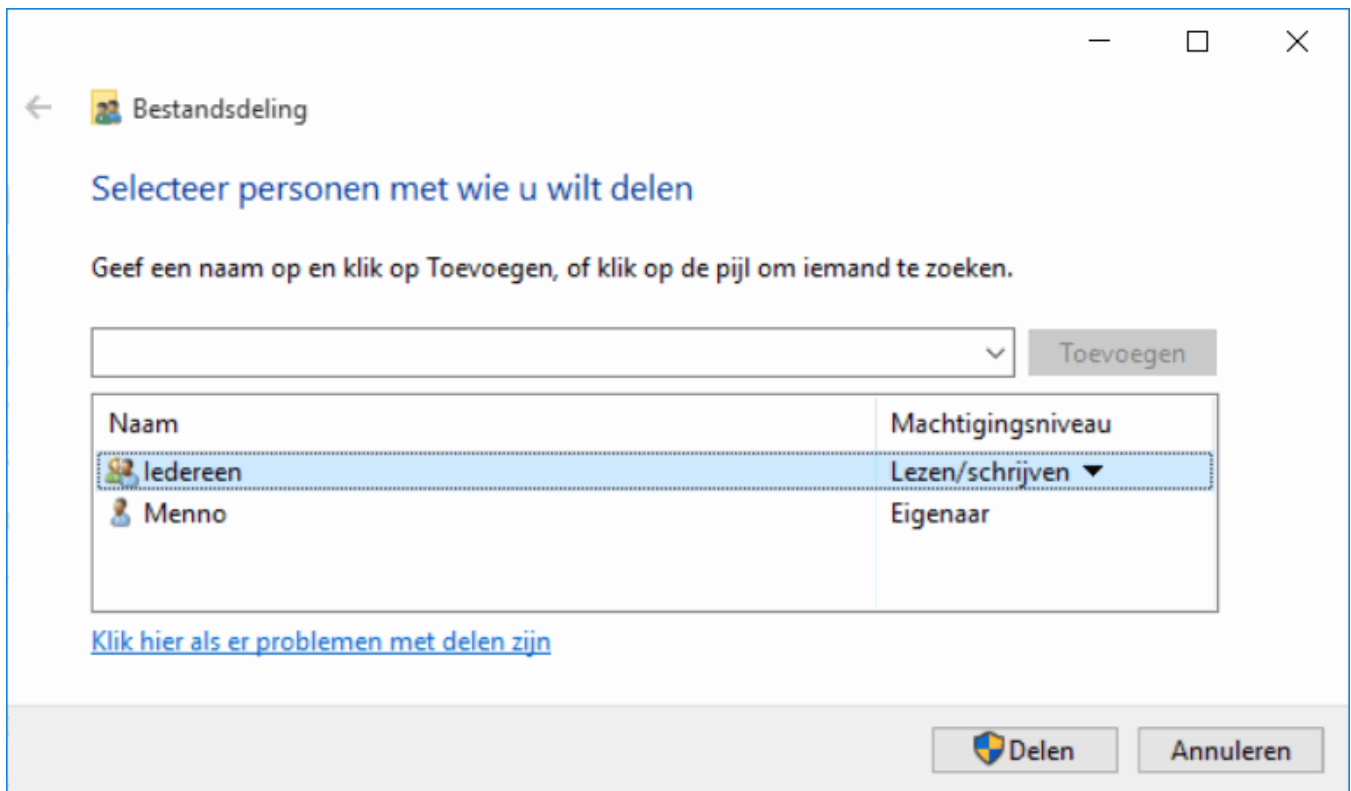 Bestandsdeling
Selecteer personen met wie u wilt delen
Geef een naam op en klik op Toevoegen, of klik op de pijl om iemand te zoeken.
Toevoegen
Naam Machtigingsniveau
Iedereen Lezen/schrijven
Menno Eigenaar
Klik hier als er problemen met delen zijn
Delen Annuleren